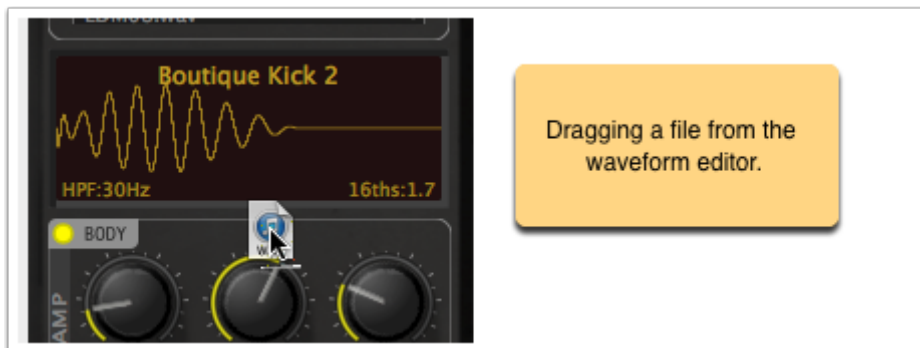 Boutique Kick 2
HPF:30Hz 16ths:1.7
BODY
AMP
Dragging a file from the
waveform editor.